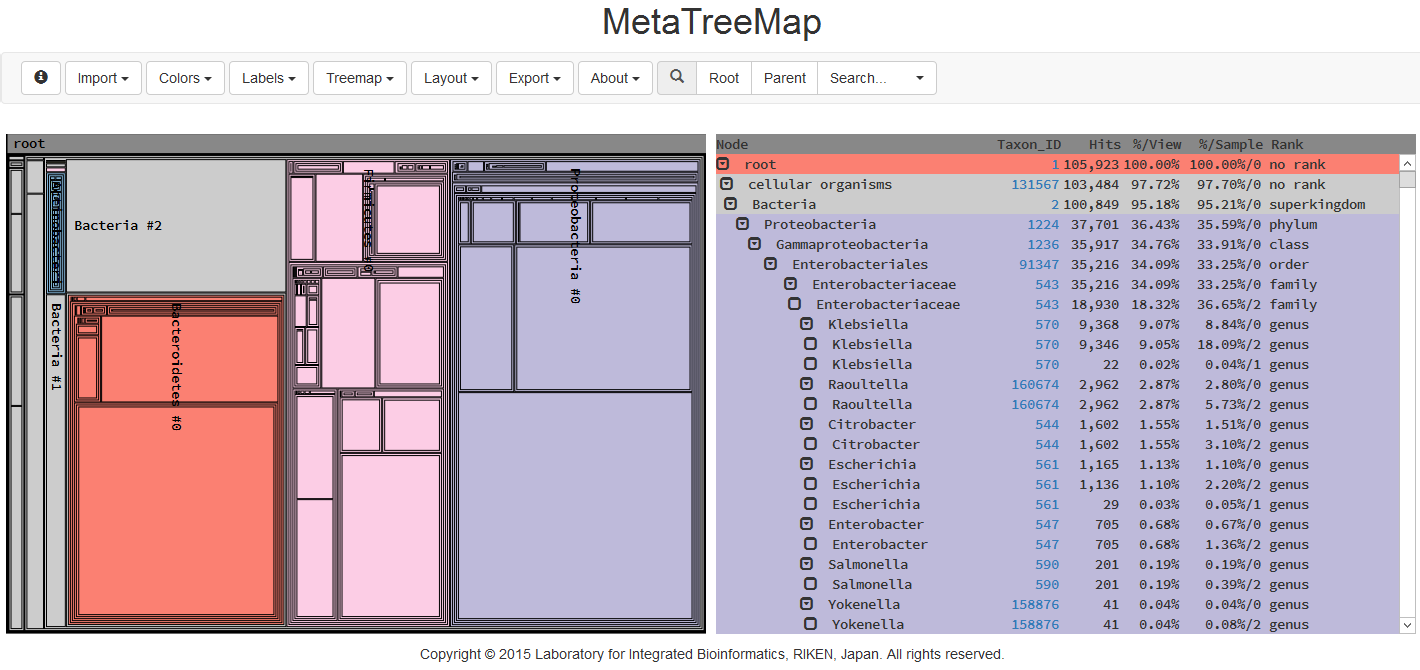 MetaTreeMap
Import Colors Labels Treemap Layout Export About Root Parent Search...
root
Bacteria #2
Bacteria #1
Bacteroidetes #0
Proteobacteria #0
Node Taxon_ID Hits %/View %/Sample Rank
root 1 105,923 100.00% 100.00%/0 no rank
cellular organisms 131567 103,484 97.72% 97.70%/0 no rank
Bacteria 2 100,849 95.18% 95.21%/0 superkingdom
Proteobacteria 1224 37,701 36.43% 35.59%/0 phylum
Gammaproteobacteria 1236 35,917 34.76% 33.91%/0 class
Enterobacteriales 91347 35,216 34.09% 33.25%/0 order
Enterobacteriaceae 543 35,216 34.09% 33.25%/0 family
Enterobacteriaceae 543 18,930 18.32% 36.65%/2 family
Klebsiella 570 9,368 9.07% 8.84%/0 genus
Klebsiella 570 9,346 9.05% 18.09%/2 genus
Klebsiella 570 22 0.02% 0.04%/1 genus
Raoultella 160674 2,962 2.87% 2.80%/0 genus
Raoultella 160674 2,962 2.87% 5.73%/2 genus
Citrobacter 544 1,602 1.55% 1.51%/0 genus
Citrobacter 544 1,602 1.55% 3.10%/2 genus
Escherichia 561 1,165 1.13% 1.10%/0 genus
Escherichia 561 1,136 1.10% 2.20%/2 genus
Escherichia 561 29 0.03% 0.05%/1 genus
Enterobacter 547 705 0.68% 0.67%/0 genus
Enterobacter 547 705 0.68% 1.36%/2 genus
Salmonella 590 201 0.19% 0.19%/0 genus
Salmonella 590 201 0.19% 0.39%/2 genus
Yokenella 158876 41 0.04% 0.04%/0 genus
Yokenella 158876 41 0.04% 0.08%/2 genus
Copyright © 2015 Laboratory for Integrated Bioinformatics, RIKEN, Japan. All rights reserved.